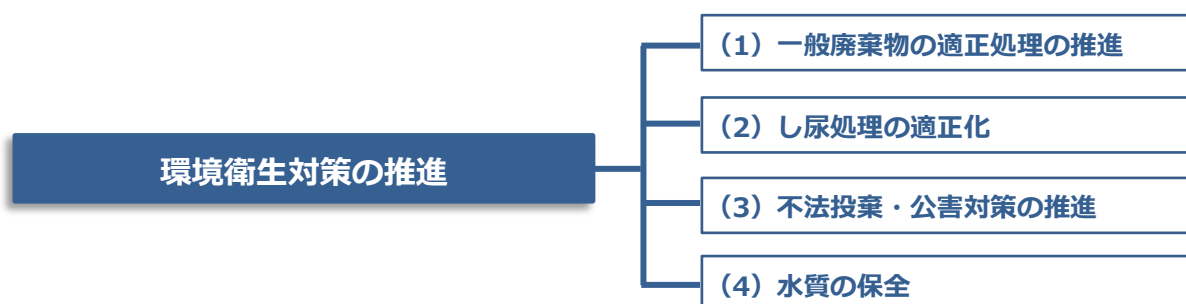 環境衛生対策の推進
（1）一般廃棄物の適正処理の推進
（2）し尿処理の適正化
（3）不法投棄・公害対策の推進
（4）水質の保全